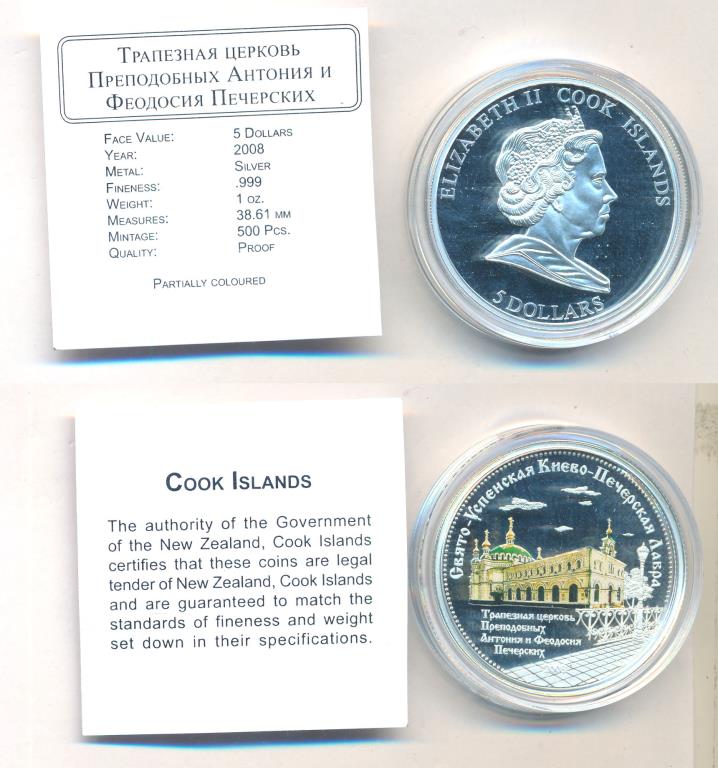 Трапезная церковь
Преподобных Антония и
Феодосия Печерских
Face Value: 5 Dollars
Year: 2008
Metal: Silver
Fineness: .999
Weight: 1 oz.
Measures: 38.61 mm
Mintage: 500 Pcs.
Quality: Proof
Partially coloured
ELIZABETH II COOK ISLANDS
5 DOLLARS
Cook Islands
The authority of the Government
of the New Zealand, Cook Islands
certifies that these coins are legal
tender of New Zealand, Cook Islands
and are guaranteed to match the
standards of fineness and weight
set down in their specifications.
Свято-Успенская Киево-Печерская Лавра
Трапезная церковь
Преподобных
Антония и Феодосия
Печерских